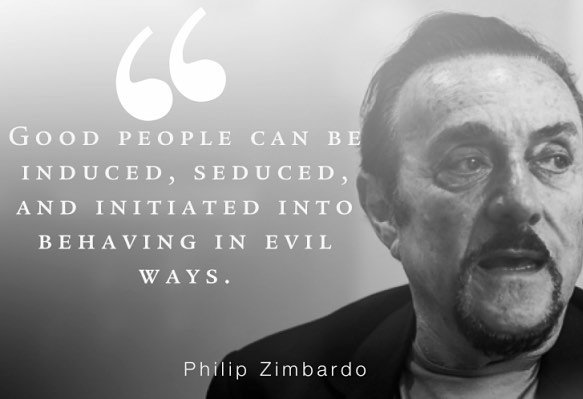 “
GOOD PEOPLE CAN BE
INDUCED, SEDUCED,
AND INITIATED INTO
BEHAVING IN EVIL
WAYS.
Philip Zimbardo